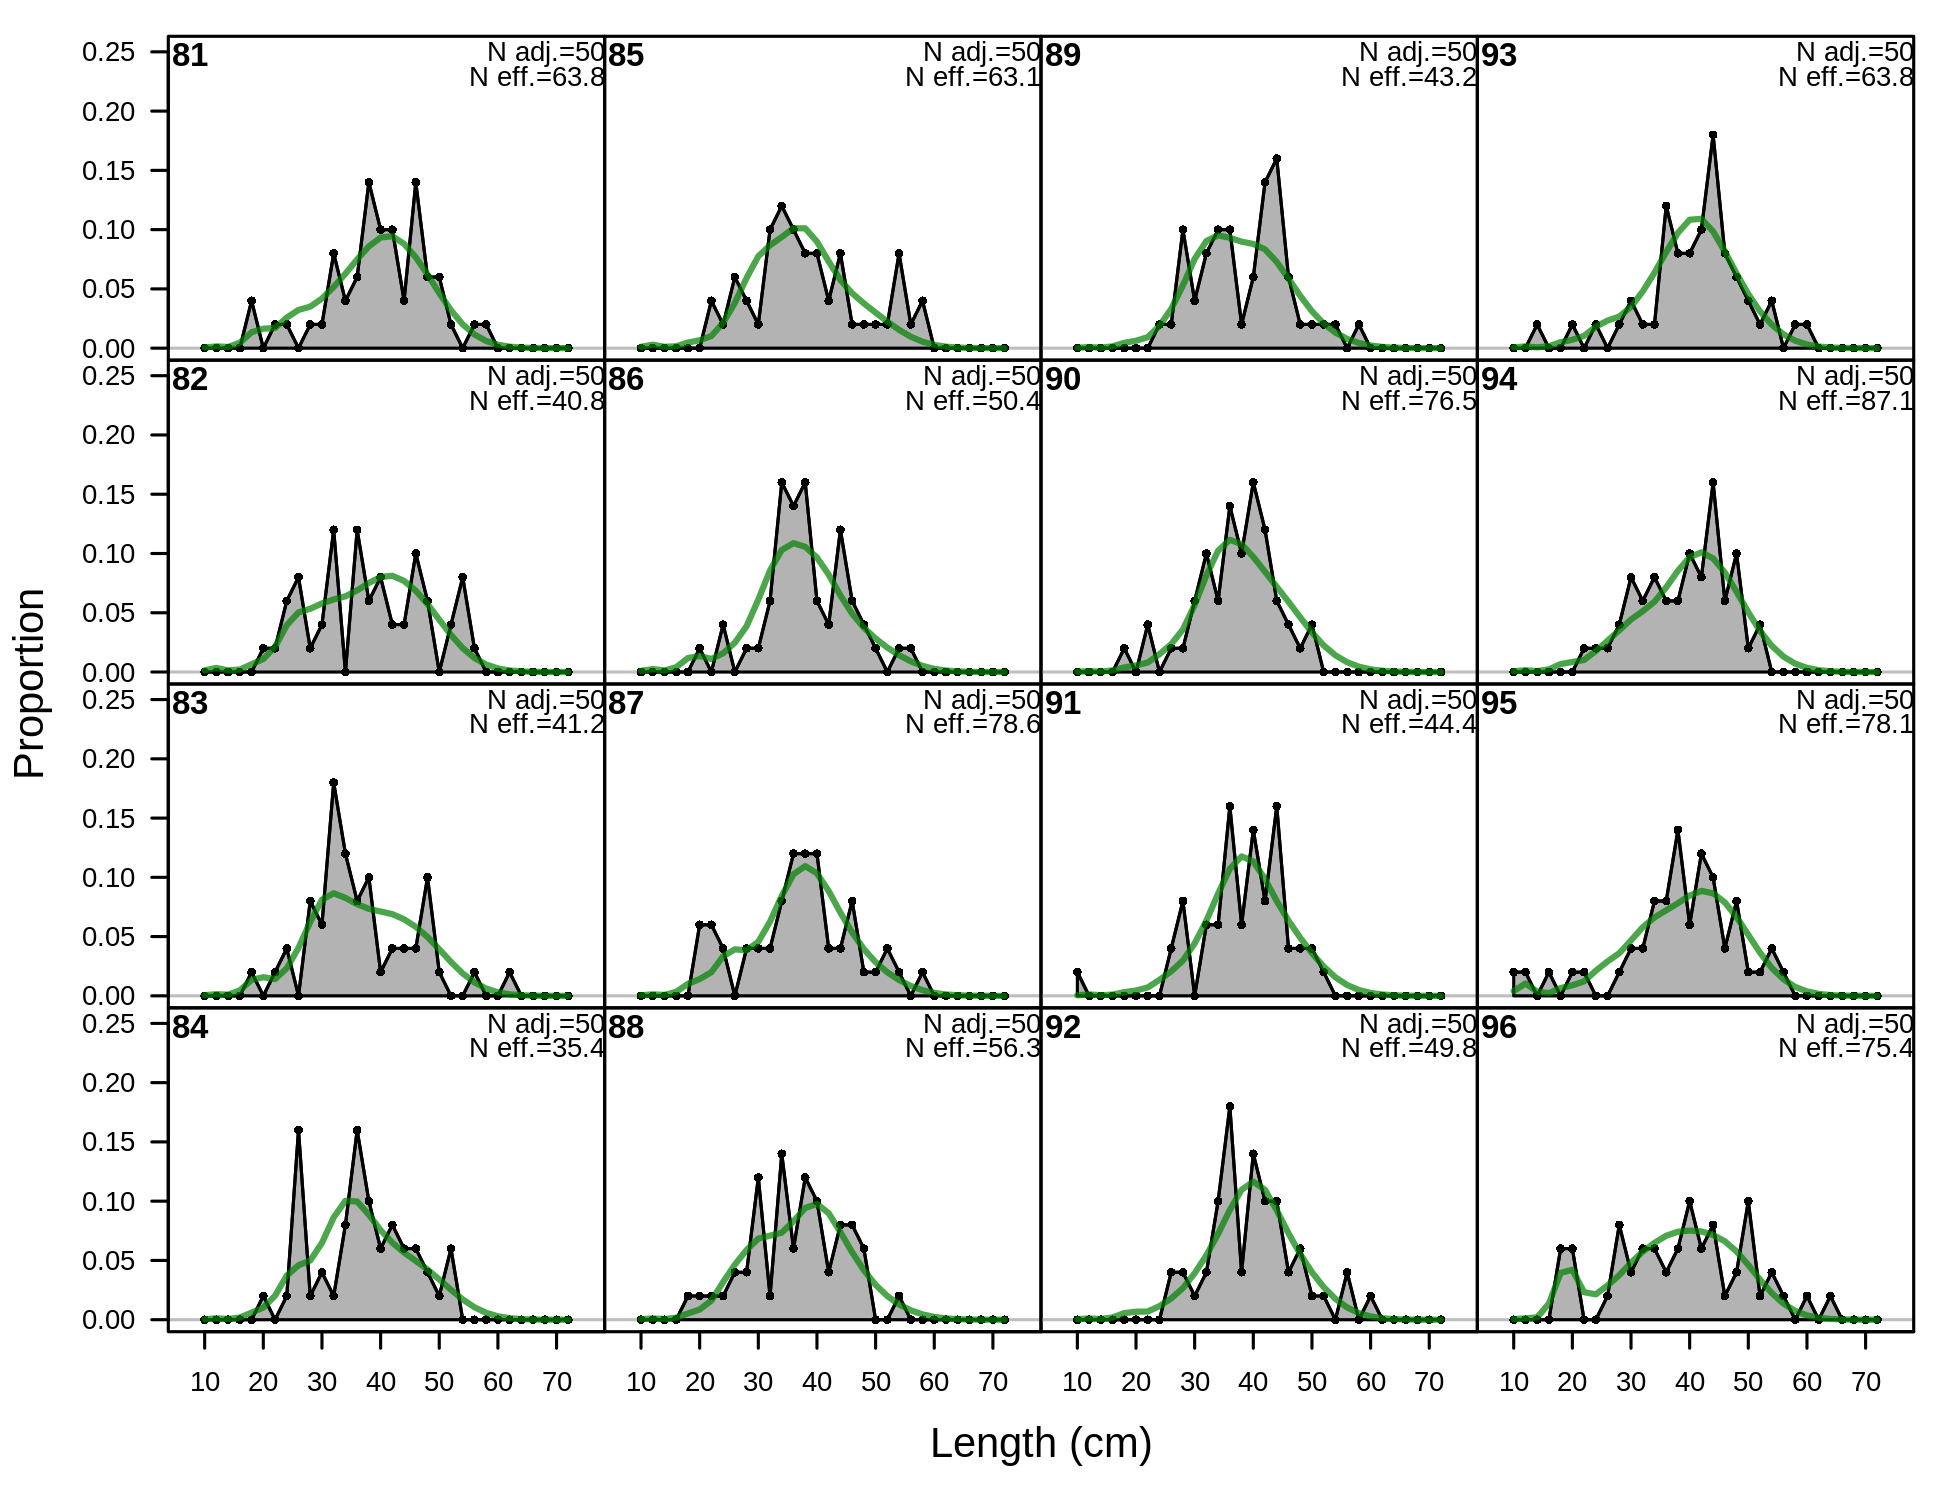 Proportion
0.25
0.20
0.15
0.10
0.05
0.00
81
N adj.=50
N eff.=63.8
85
N adj.=50
N eff.=63.1
89
N adj.=50
N eff.=43.2
93
N adj.=50
N eff.=63.8
0.25
0.20
0.15
0.10
0.05
0.00
82
N adj.=50
N eff.=40.8
86
N adj.=50
N eff.=50.4
90
N adj.=50
N eff.=76.5
94
N adj.=50
N eff.=87.1
0.25
0.20
0.15
0.10
0.05
0.00
83
N adj.=50
N eff.=41.2
87
N adj.=50
N eff.=78.6
91
N adj.=50
N eff.=44.4
95
N adj.=50
N eff.=78.1
0.25
0.20
0.15
0.10
0.05
0.00
84
N adj.=50
N eff.=35.4
88
N adj.=50
N eff.=56.3
92
N adj.=50
N eff.=49.8
96
N adj.=50
N eff.=75.4
10 20 30 40 50 60 70 10 20 30 40 50 60 70 10 20 30 40 50 60 70 10 20 30 40 50 60 70
Length (cm)